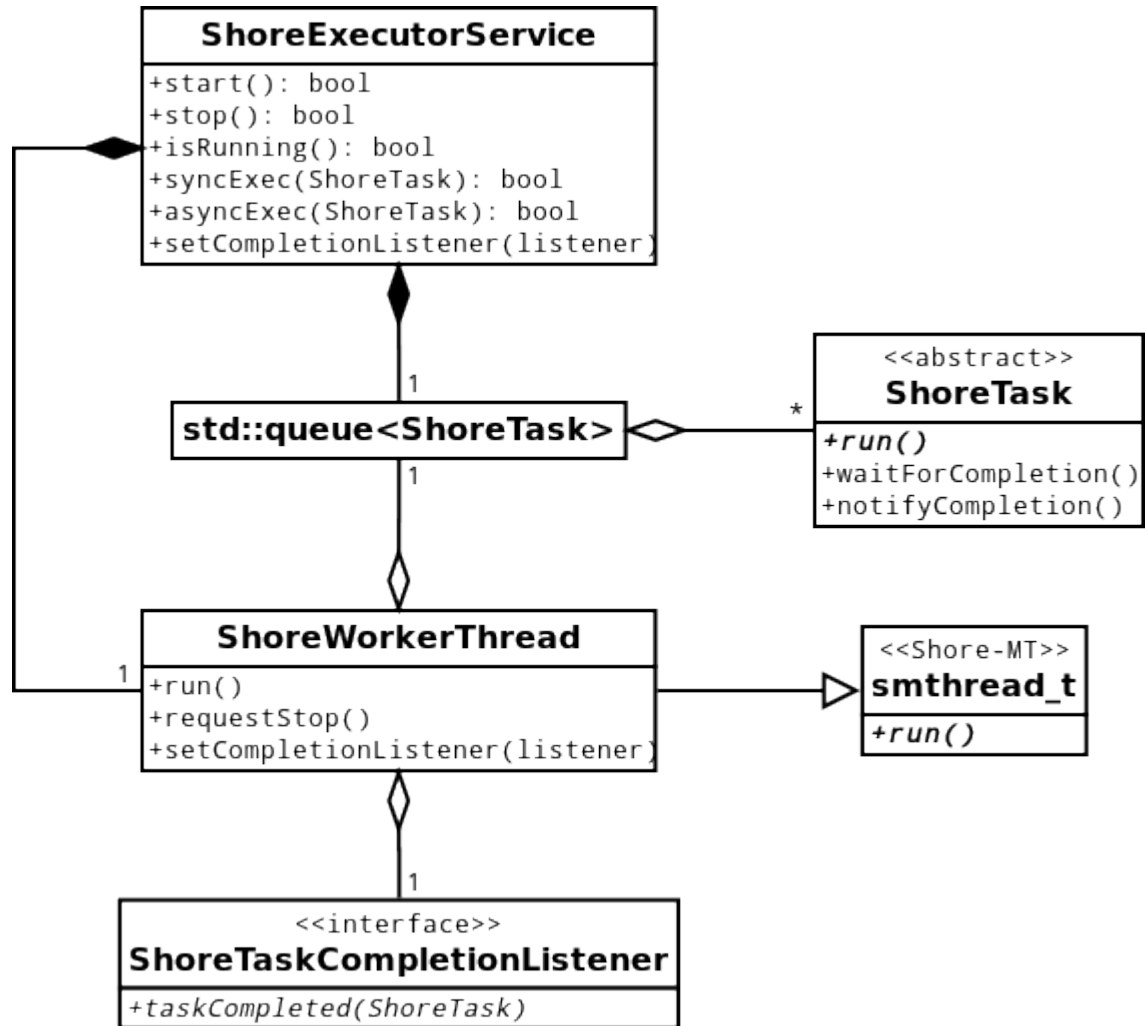 ShoreExecutorService
+start(): bool
+stop(): bool
+isRunning(): bool
+syncExec(ShoreTask): bool
+asyncExec(ShoreTask): bool
+setCompletionListener(listener)
1
std::queue<ShoreTask>
*
<<abstract>>
ShoreTask
+run()
+waitForCompletion()
+notifyCompletion()
1
1
ShoreWorkerThread
+run()
+requestStop()
+setCompletionListener(listener)
<<Shore-MT>>
smthread_t
+run()
1
<<interface>>
ShoreTaskCompletionListener
+taskCompleted(ShoreTask)